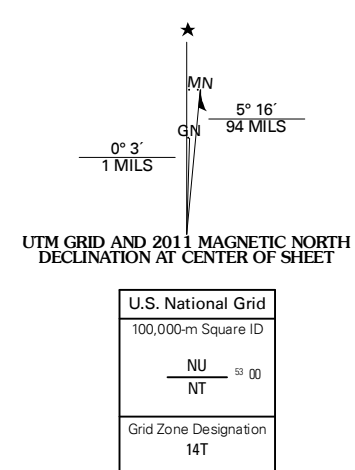 ★
MN
GN
5° 16´
94 MILS
0° 3´
1 MILS
UTM GRID AND 2011 MAGNETIC NORTH
DECLINATION AT CENTER OF SHEET
U.S. National Grid
100,000-m Square ID
NU
53 00
NT
Grid Zone Designation
14T